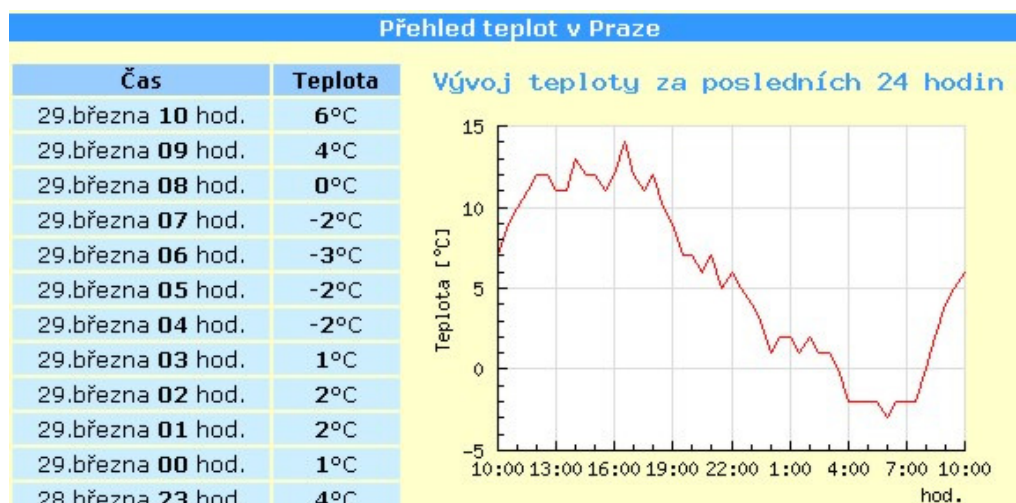 Přehled teplot v Praze
Čas Teplota
29.března 10 hod. 6°C
29.března 09 hod. 4°C
29.března 08 hod. 0°C
29.března 07 hod. -2°C
29.března 06 hod. -3°C
29.března 05 hod. -2°C
29.března 04 hod. -2°C
29.března 03 hod. 1°C
29.března 02 hod. 2°C
29.března 01 hod. 2°C
29.března 00 hod. 1°C
28.března 23 hod. 4°C
Vývoj teploty za posledních 24 hodin
Teplota [°C]
15
10
5
0
-5
10:00 13:00 16:00 19:00 22:00 1:00 4:00 7:00 10:00
hod.